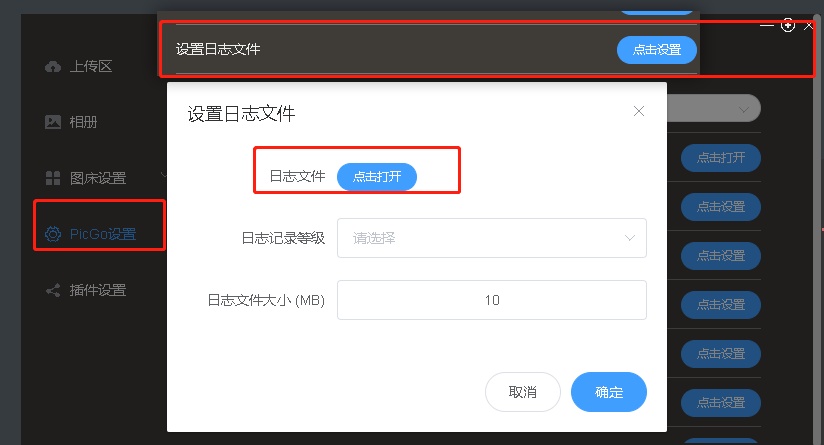 设置日志文件
点击设置
上传区
相册
图床设置
PicGo设置
插件设置
设置日志文件
日志文件
点击打开
日志记录等级
请选择
日志文件大小 (MB)
10
取消
确定
点击打开
点击设置
点击设置
点击设置
点击设置
点击设置